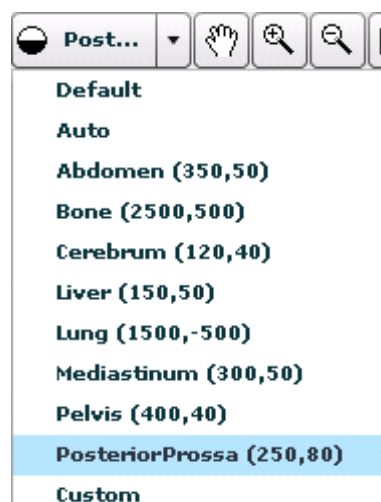 Post...
Default
Auto
Abdomen (350,50)
Bone (2500,500)
Cerebrum (120,40)
Liver (150,50)
Lung (1500,-500)
Mediastinum (300,50)
Pelvis (400,40)
PosteriorProssa (250,80)
Custom